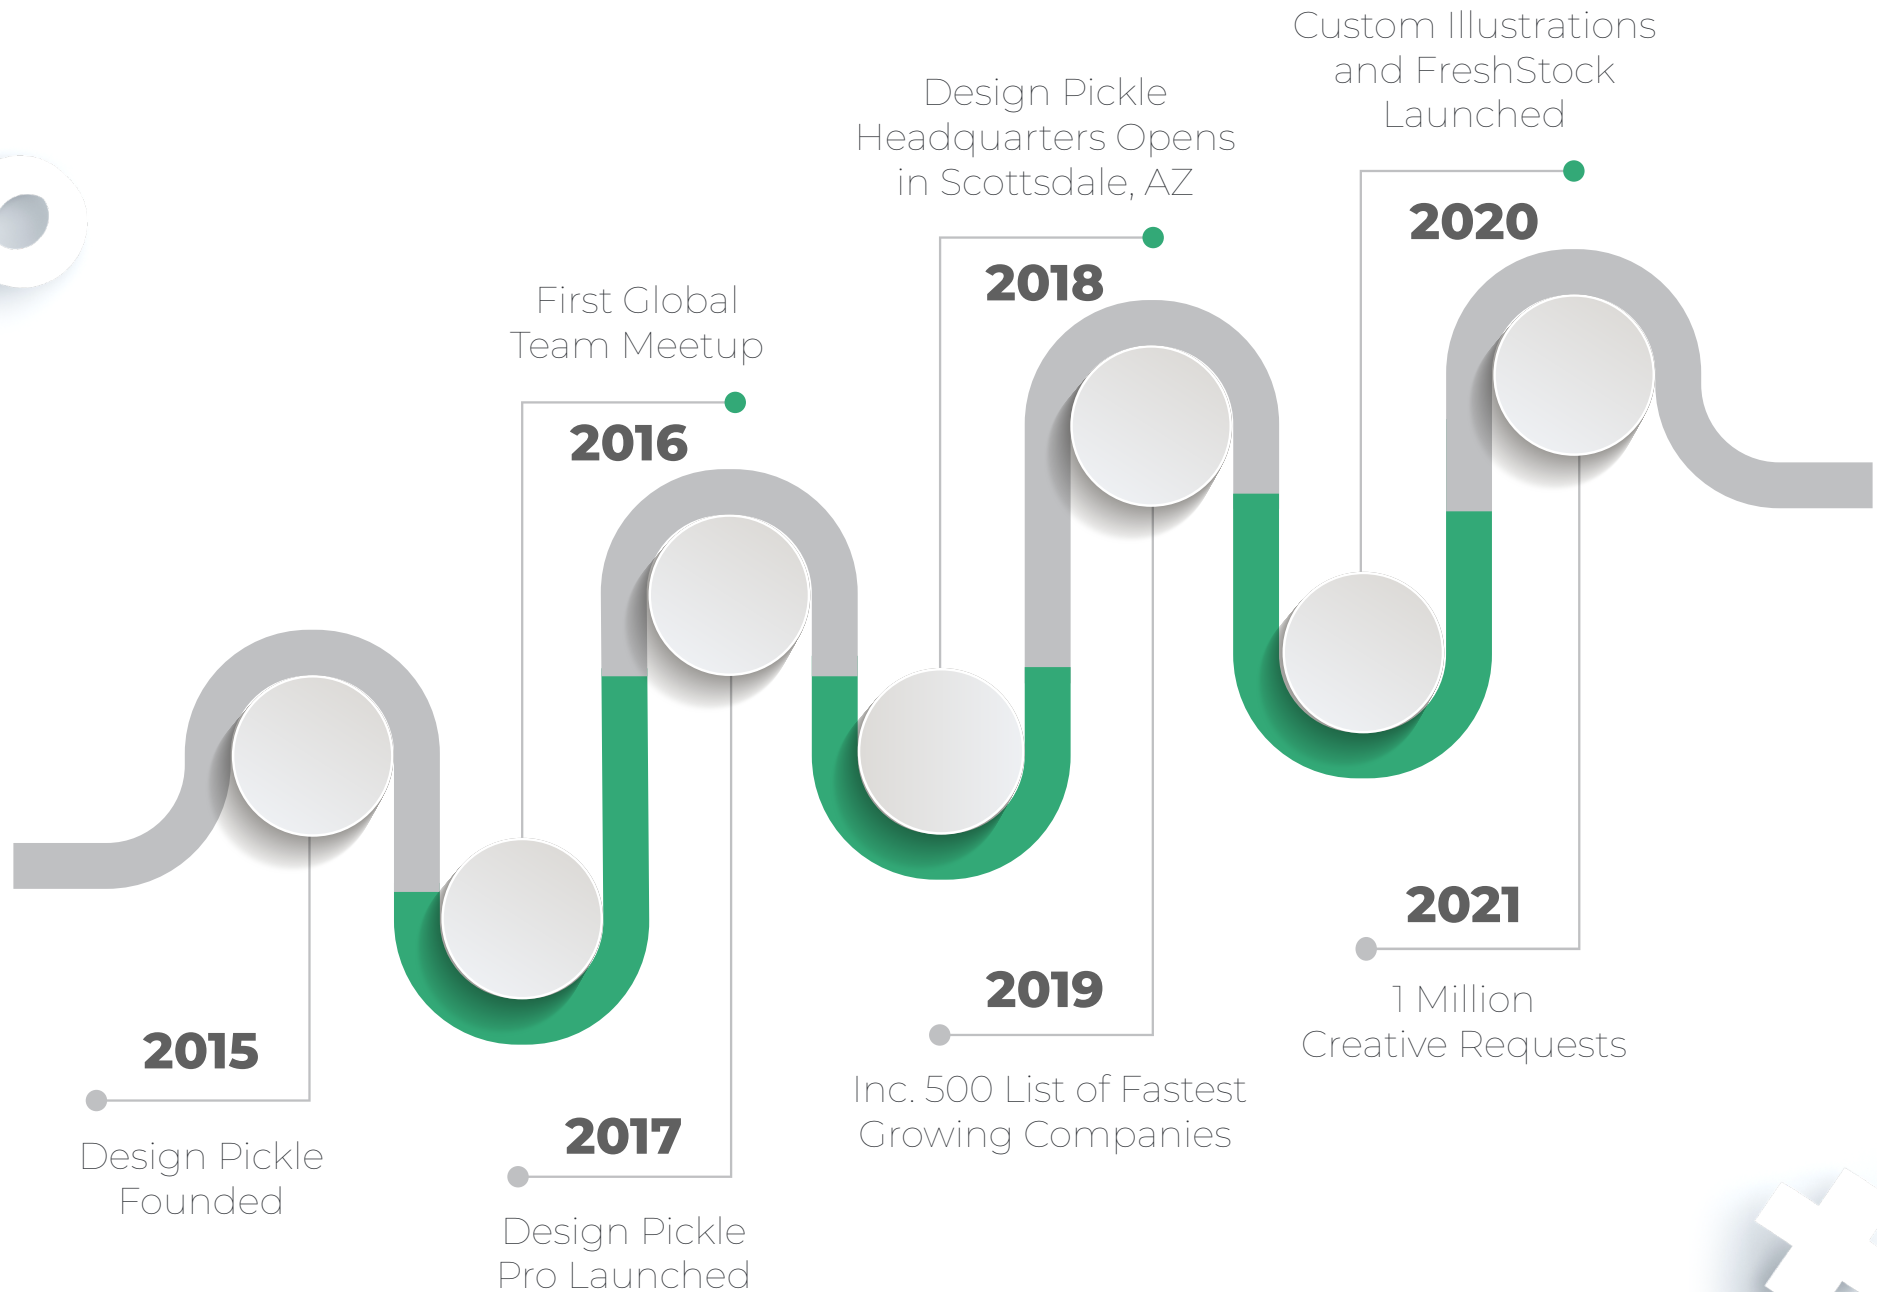 2015
Design Pickle
Founded
First Global
Team Meetup
2016
2017
Design Pickle
Pro Launched
Design Pickle
Headquarters Opens
in Scottsdale, AZ
2018
2019
Inc. 500 List of Fastest
Growing Companies
Custom Illustrations
and FreshStock
Launched
2020
2021
1 Million
Creative Requests